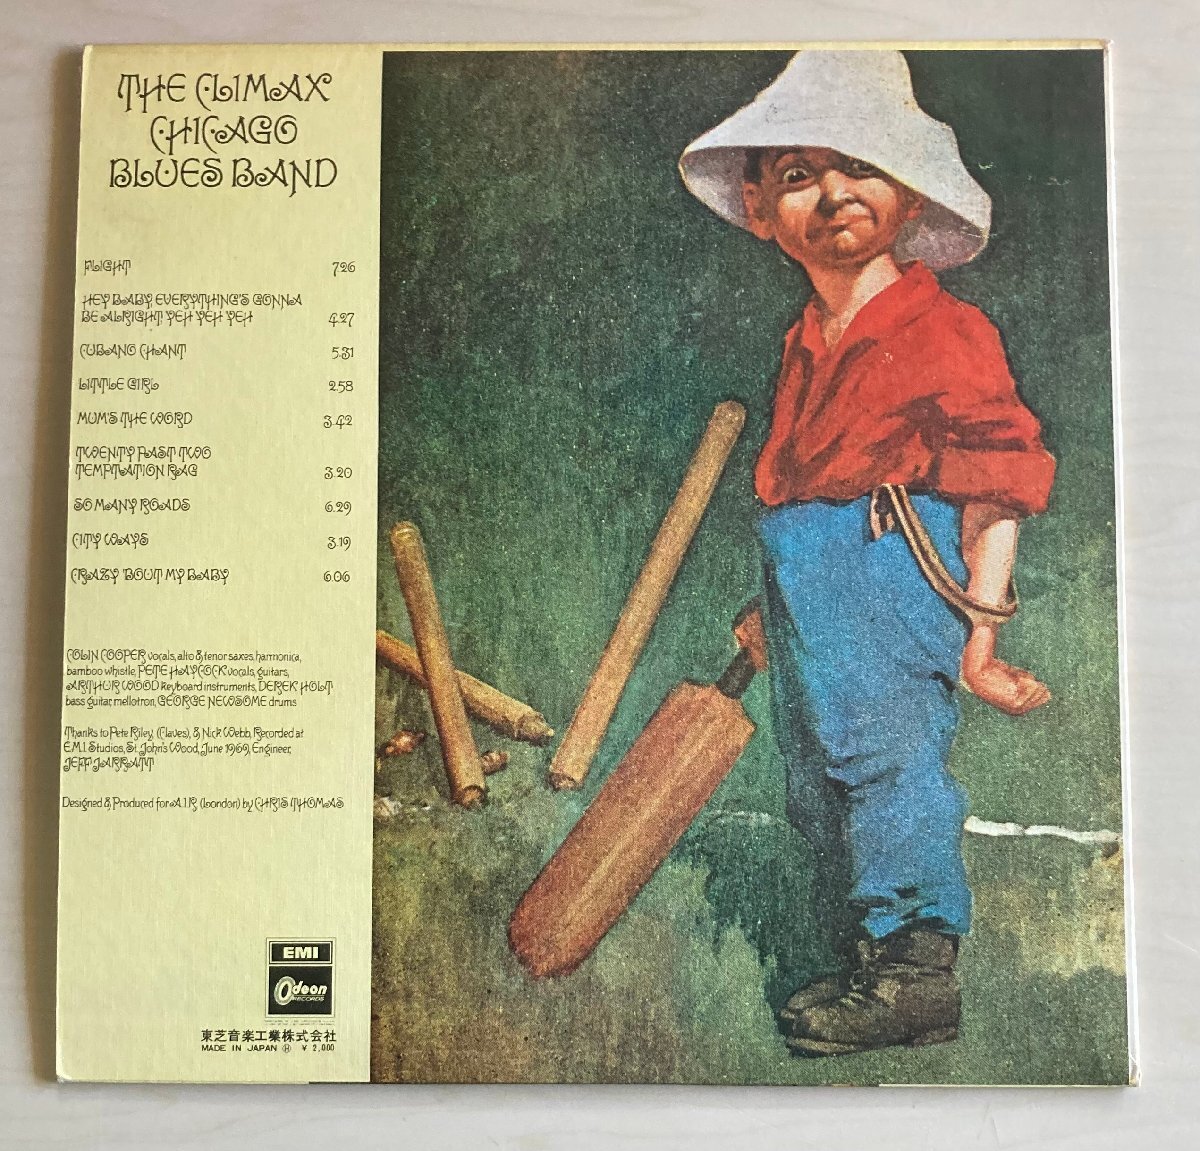 THE CLIMAX
CHICAGO
BLUES BAND
FLIGHT 7.26
HEY BABY, EVERYTHING'S GONNA
BE ALRIGHT YEH YEH YEH 4.27
CUBANO CHANT 5.31
LITTLE GIRL 2.58
MUM'S THE WORD 3.42
TWENTY PAST TWO
TEMPTATION RAG 3.20
SO MANY ROADS 6.29
CITY WAYS 3.19
CRAZY 'BOUT MY BABY 6.06
COLIN COOPER vocals, alto & tenor saxes, harmonica,
bamboo whistle, PETE HAYCOCK vocals, guitars,
ARTHUR WOOD keyboard instruments, DEREK HOLT
bass guitar, mellotron, GEORGE NEWSOME drums
Thanks to Pete Riley, (Claves), & Nick Webb, Recorded at
E.M.I. Studios, St. John's Wood, June 1969, Engineer,
JEFF JARRATT
Designed & Produced for A.I.R. (London) by CHRIS THOMAS
EMI
Odeon
RECORDS
東芝音楽工業株式会社
MADE IN JAPAN Ⓗ ¥ 2,000